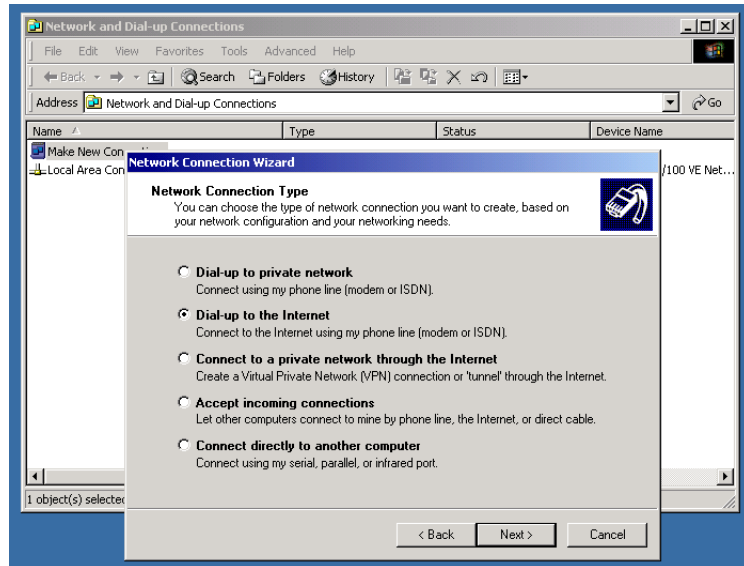 Network and Dial-up Connections
File Edit View Favorites Tools Advanced Help
Back Search Folders History
Address Network and Dial-up Connections Go
Name Type Status Device Name
Make New Con
Local Area Con /100 VE Net...
Network Connection Wizard
Network Connection Type
You can choose the type of network connection you want to create, based on
your network configuration and your networking needs.
Dial-up to private network
Connect using my phone line (modem or ISDN).
Dial-up to the Internet
Connect to the Internet using my phone line (modem or ISDN).
Connect to a private network through the Internet
Create a Virtual Private Network (VPN) connection or 'tunnel' through the Internet.
Accept incoming connections
Let other computers connect to mine by phone line, the Internet, or direct cable.
Connect directly to another computer
Connect using my serial, parallel, or infrared port.
1 object(s) selected
< Back Next > Cancel